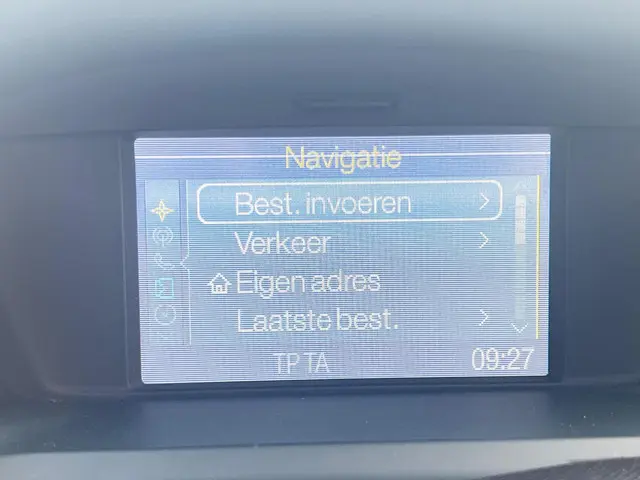 Navigatie
Best. invoeren
Verkeer
Eigen adres
Laatste best.
TP TA 09:27